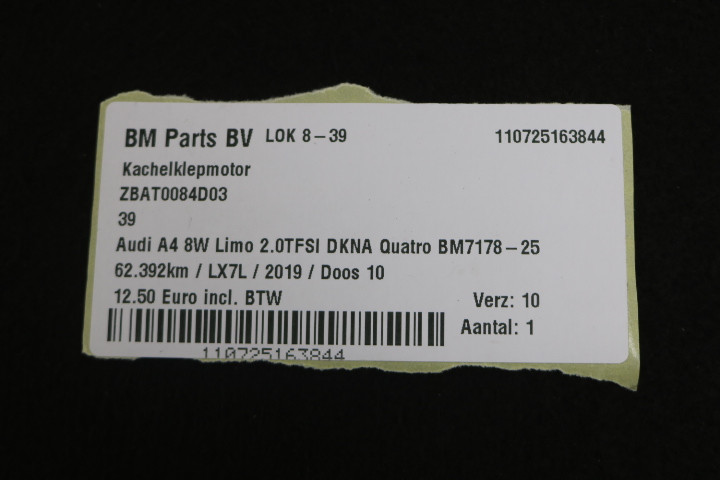 BM Parts BV LOK 8-39 110725163844
Kachelklepmotor
ZBAT0084D03
39
Audi A4 8W Limo 2.0TFSI DKNA Quatro BM7178-25
62.392km / LX7L / 2019 / Doos 10
12.50 Euro incl. BTW Verz: 10
Aantal: 1
110725163844